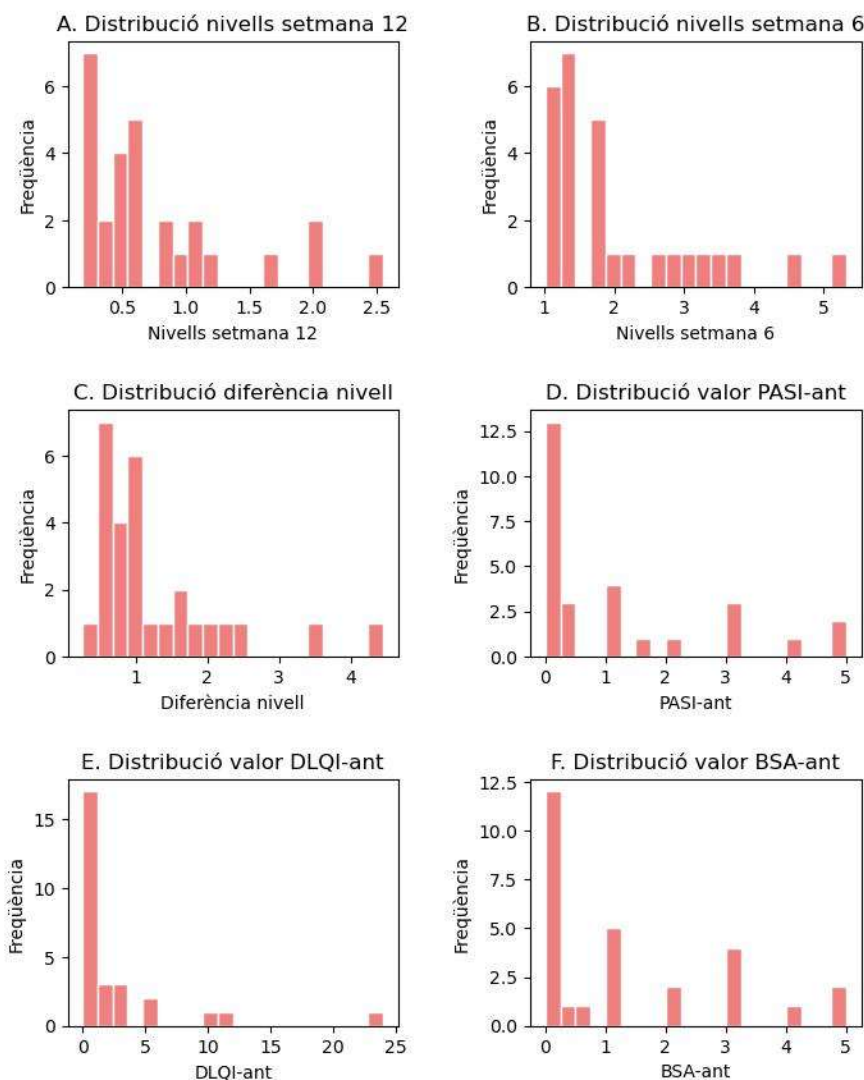 A. Distribució nivells setmana 12
6
4
2
0
Freqüència
0.5 1.0 1.5 2.0 2.5
Nivells setmana 12
B. Distribució nivells setmana 6
6
4
2
0
Freqüència
1 2 3 4 5
Nivells setmana 6
C. Distribució diferència nivell
6
4
2
0
Freqüència
1 2 3 4
Diferència nivell
D. Distribució valor PASI-ant
12.5
10.0
7.5
5.0
2.5
0.0
Freqüència
0 1 2 3 4 5
PASI-ant
E. Distribució valor DLQI-ant
15
10
5
0
Freqüència
0 5 10 15 20 25
DLQI-ant
F. Distribució valor BSA-ant
12.5
10.0
7.5
5.0
2.5
0.0
Freqüència
0 1 2 3 4 5
BSA-ant